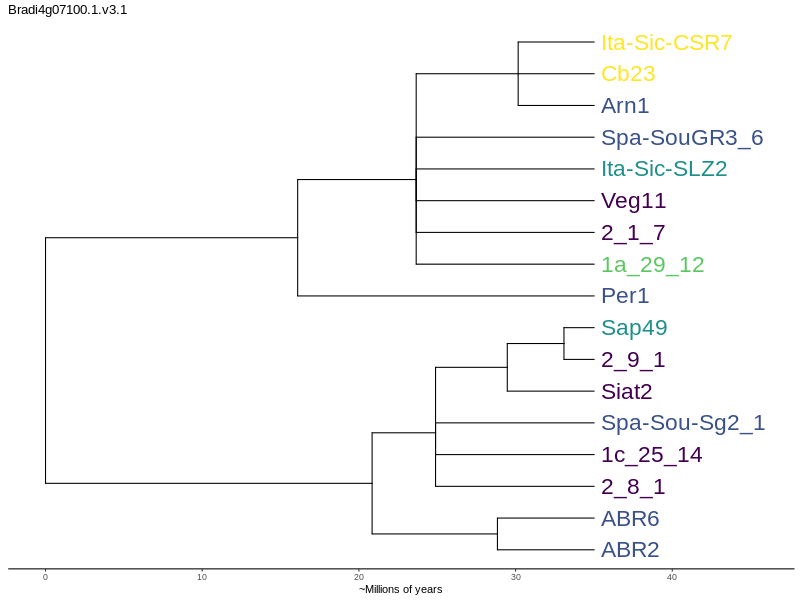 Bradi4g07100.1.v3.1
Ita-Sic-CSR7
Cb23
Arn1
Spa-SouGR3_6
Ita-Sic-SLZ2
Veg11
2_1_7
1a_29_12
Per1
Sap49
2_9_1
Siat2
Spa-Sou-Sg2_1
1c_25_14
2_8_1
ABR6
ABR2
0 10 20 30 40
~Millions of years